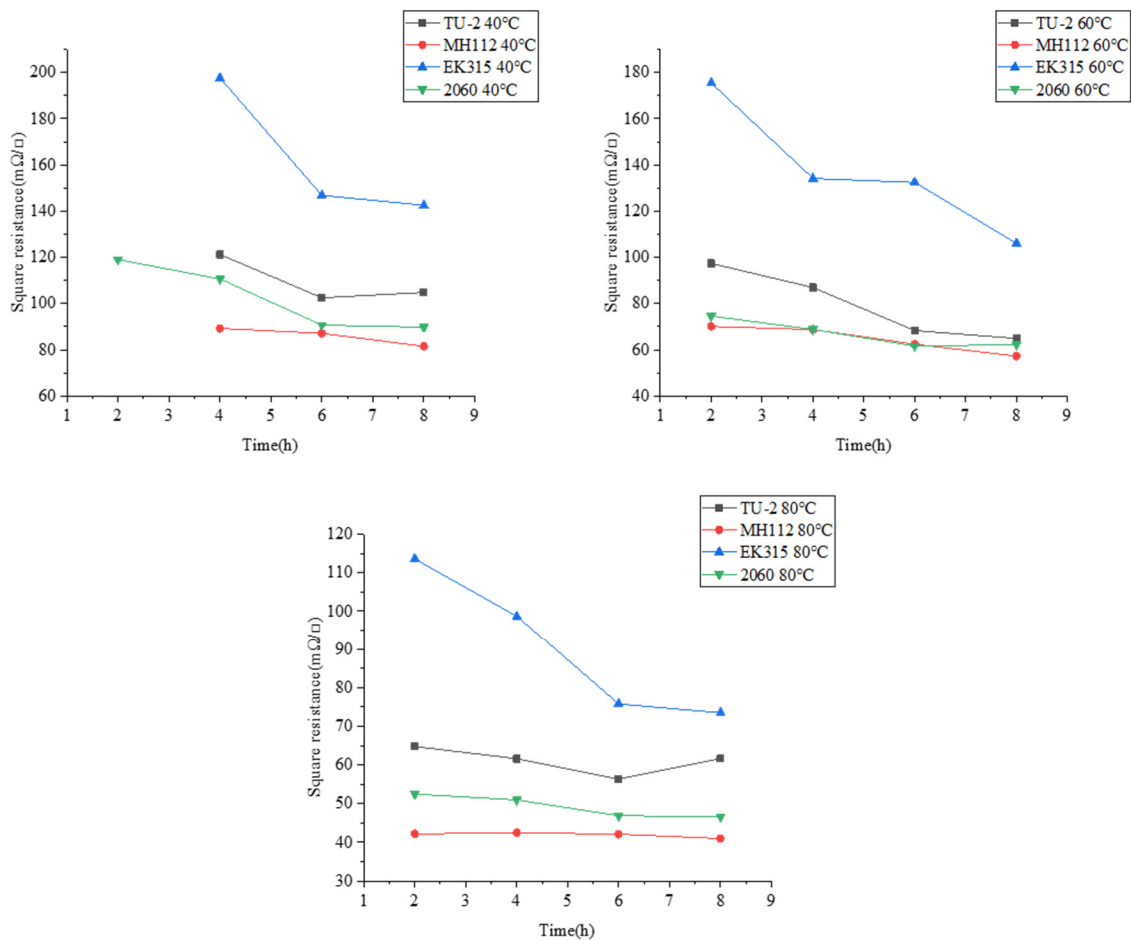 TU-2 40℃
MH112 40℃
EK315 40℃
2060 40℃
Square resistance(mΩ/□)
200
180
160
140
120
100
80
60
1 2 3 4 5 6 7 8 9
Time(h)
TU-2 60℃
MH112 60℃
EK315 60℃
2060 60℃
Square resistance(mΩ/□)
180
160
140
120
100
80
60
40
1 2 3 4 5 6 7 8 9
Time(h)
TU-2 80℃
MH112 80℃
EK315 80℃
2060 80℃
Square resistance(mΩ/□)
120
110
100
90
80
70
60
50
40
30
1 2 3 4 5 6 7 8 9
Time(h)